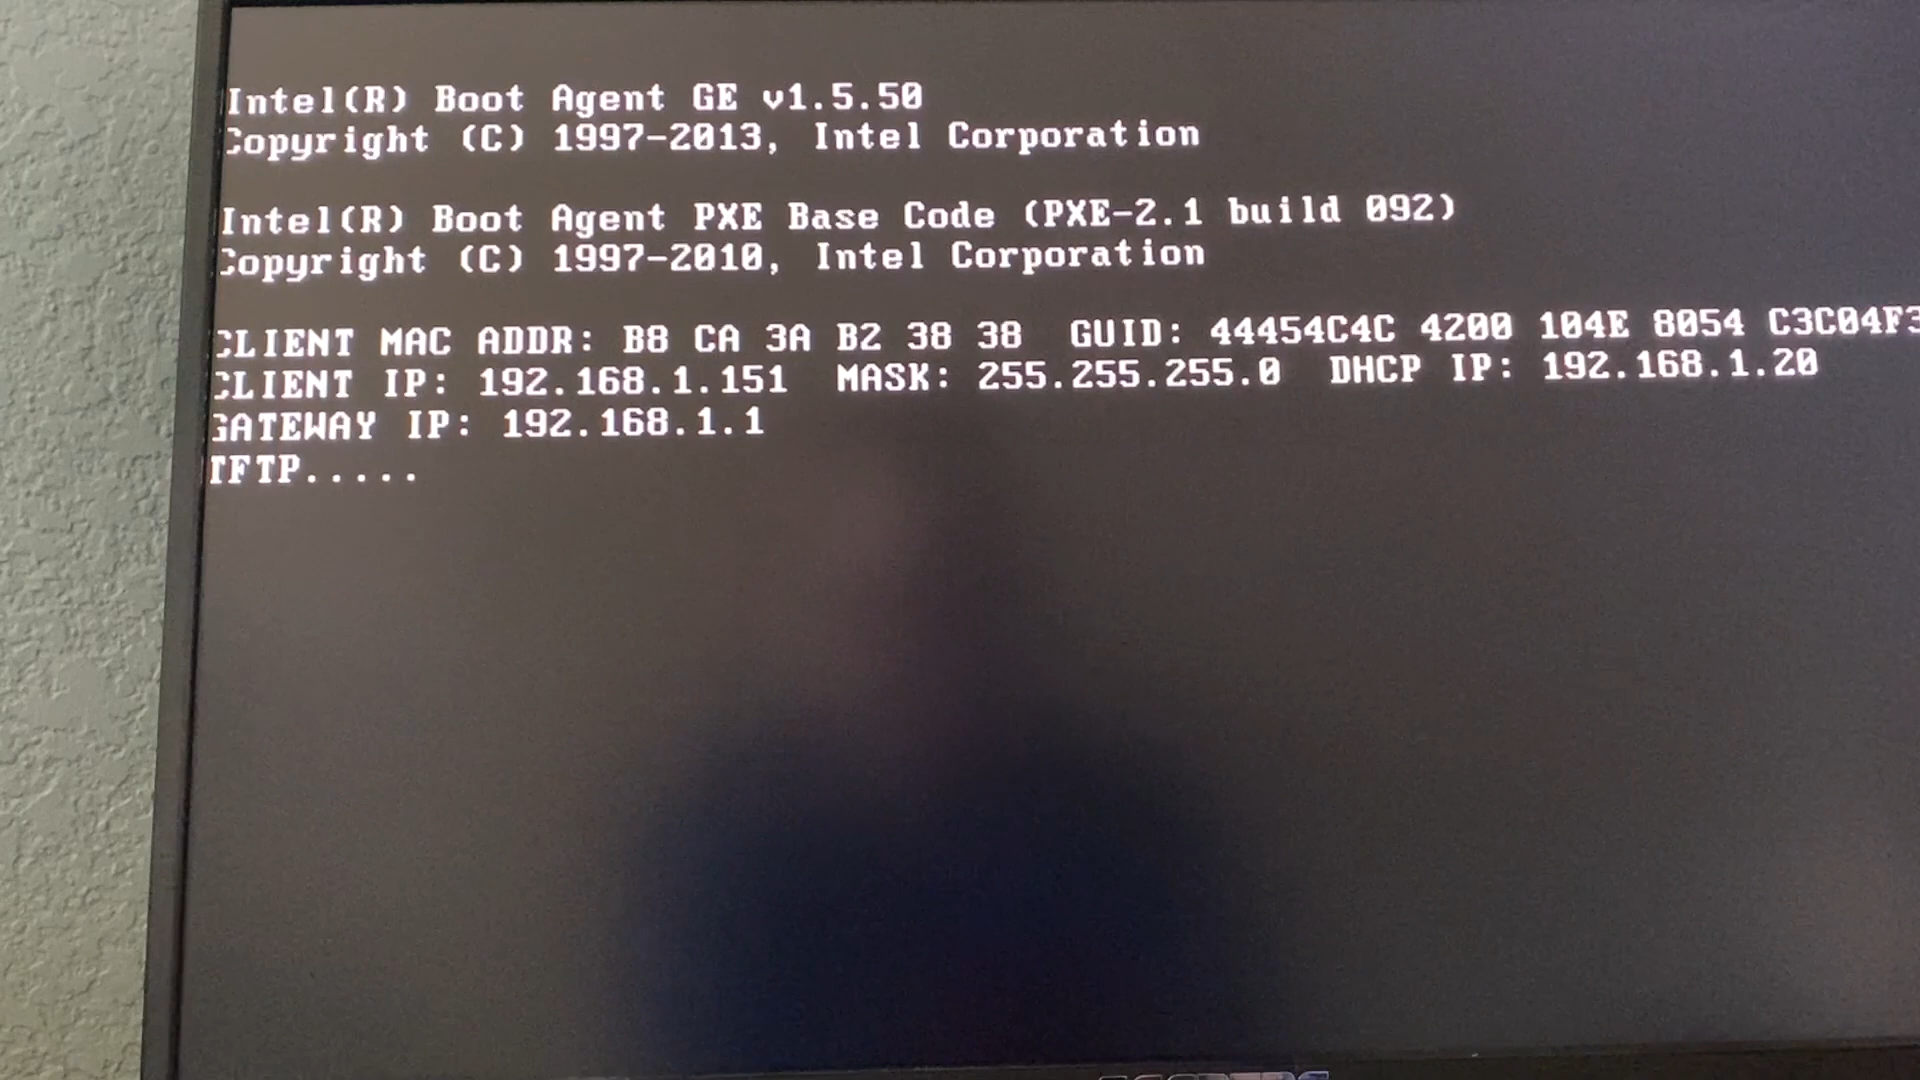 Intel(R) Boot Agent GE v1.5.50
Copyright (C) 1997-2013, Intel Corporation
Intel(R) Boot Agent PXE Base Code (PXE-2.1 build 092)
Copyright (C) 1997-2010, Intel Corporation
CLIENT MAC ADDR: B8 CA 3A B2 38 38 GUID: 44454C4C 4200 104E 8054 C3C04F3
CLIENT IP: 192.168.1.151 MASK: 255.255.255.0 DHCP IP: 192.168.1.20
GATEWAY IP: 192.168.1.1
TFTP.....